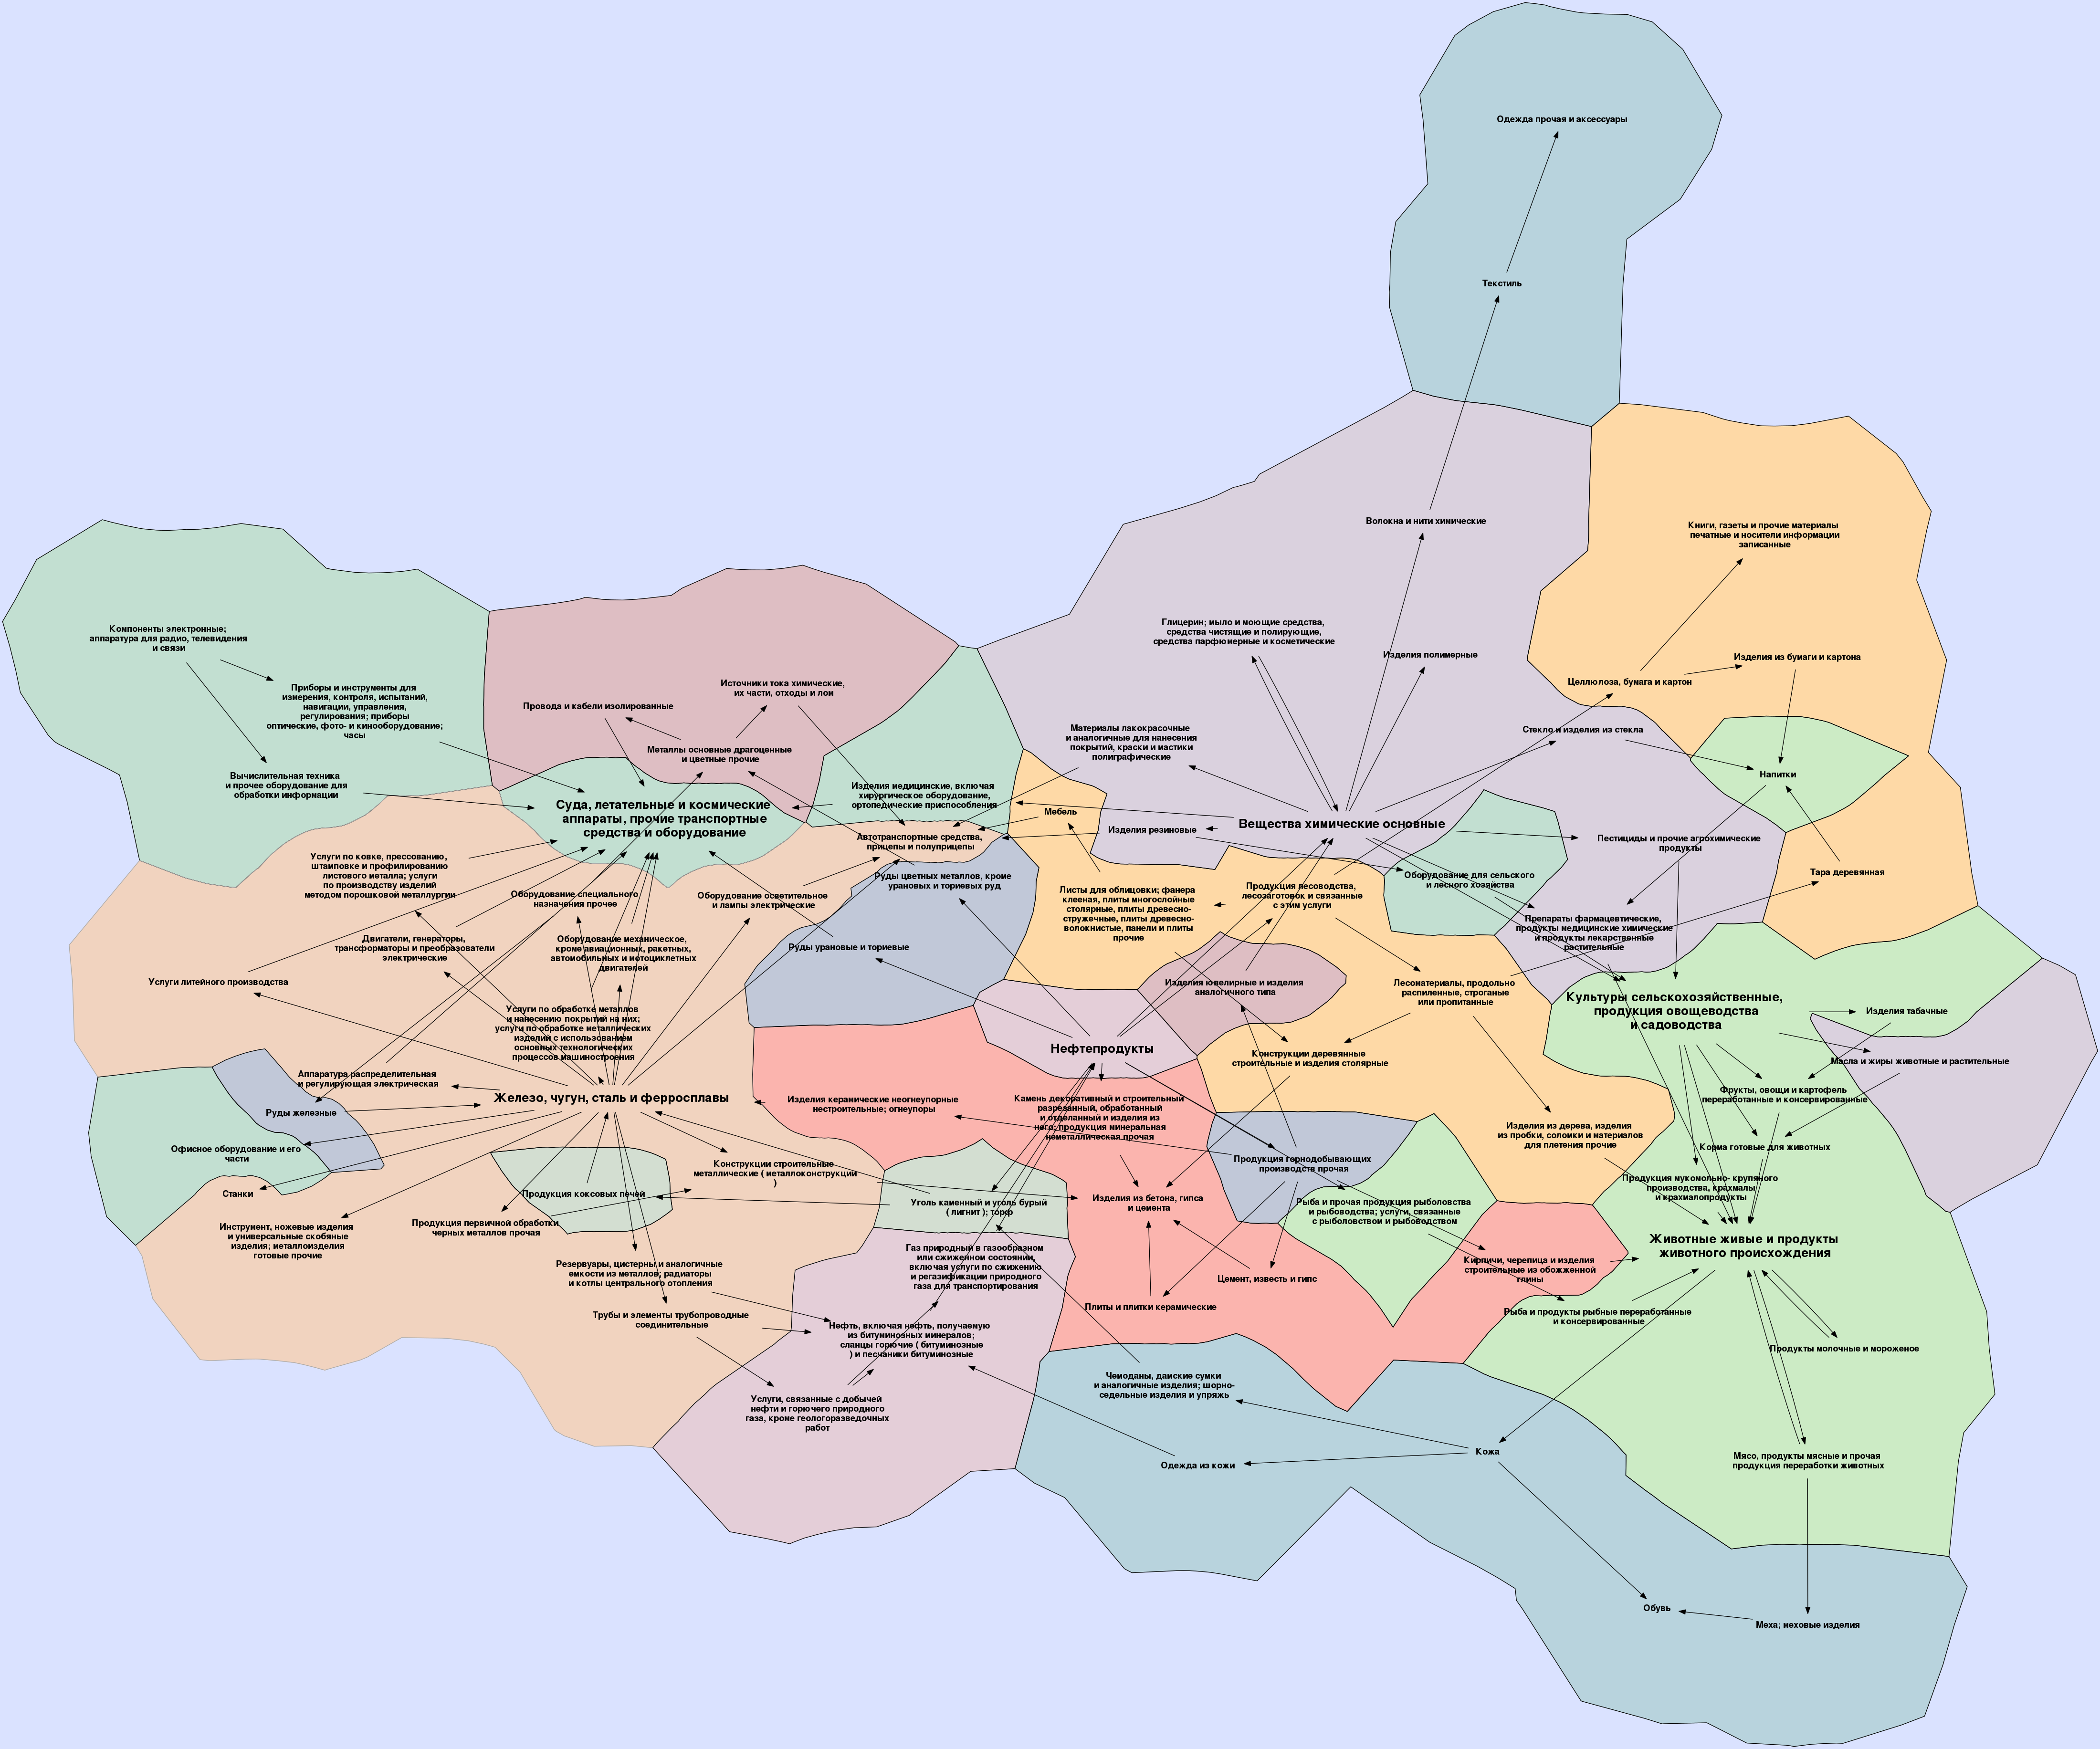 Одежда прочая и аксессуары
Текстиль
Волокна и нити химические
Книги, газеты и прочие материалы
печатные и носители информации
записанные
Компоненты электронные;
аппаратура для радио, телевидения
и связи
Глицерин; мыло и моющие средства,
средства чистящие и полирующие,
средства парфюмерные и косметические
Изделия полимерные
Изделия из бумаги и картона
Целлюлоза, бумага и картон
Приборы и инструменты для
измерения, контроля, испытаний,
навигации, управления,
регулирования; приборы
оптические, фото- и кинооборудование;
часы
Источники тока химические,
их части, отходы и лом
Провода и кабели изолированные
Металлы основные драгоценные
и цветные прочие
Материалы лакокрасочные
и аналогичные для нанесения
покрытий, краски и мастики
полиграфические
Стекло и изделия из стекла
Напитки
Вычислительная техника
и прочее оборудование для
обработки информации
Суда, летательные и космические
аппараты, прочие транспортные
средства и оборудование
Изделия медицинские, включая
хирургическое оборудование,
ортопедические приспособления
Мебель
Изделия резиновые
Вещества химические основные
Автотранспортные средства,
прицепы и полуприцепы
Пестициды и прочие агрохимические
продукты
Тара деревянная
Услуги по ковке, прессованию,
штамповке и профилированию
листового металла; услуги
по производству изделий
методом порошковой металлургии
Оборудование специального
назначения прочее
Оборудование осветительное
и лампы электрические
Руды цветных металлов, кроме
урановых и ториевых руд
Листы для облицовки; фанера
клееная, плиты многослойные
столярные, плиты древесно-
стружечные, плиты древесно-
волокнистые, панели и плиты
прочие
Продукция лесоводства,
лесозаготовок и связанные
с этим услуги
Оборудование для сельского
и лесного хозяйства
Препараты фармацевтические,
продукты медицинские химические
и продукты лекарственные
растительные
Двигатели, генераторы,
трансформаторы и преобразователи
электрические
Оборудование механическое,
кроме авиационных, ракетных,
автомобильных и мотоциклетных
двигателей
Руды урановые и ториевые
Услуги литейного производства
Изделия ювелирные и изделия
аналогичного типа
Лесоматериалы, продольно
распиленные, строганые
или пропитанные
Культуры сельскохозяйственные,
продукция овощеводства
и садоводства
Изделия табачные
Услуги по обработке металлов
и нанесению покрытий на них;
услуги по обработке металлических
изделий с использованием
основных технологических
процессов машиностроения
Нефтепродукты
Конструкции деревянные
строительные и изделия столярные
Масла и жиры животные и растительные
Аппаратура распределительная
и регулирующая электрическая
Железо, чугун, сталь и ферросплавы
Руды железные
Изделия керамические неогнеупорные
нестроительные; огнеупоры
Камень декоративный и строительный
разрезанный, обработанный
и отделанный и изделия из
него; продукция минеральная
неметаллическая прочая
Фрукты, овощи и картофель
переработанные и консервированные
Изделия из дерева, изделия
из пробки, соломки и материалов
для плетения прочие
Корма готовые для животных
Офисное оборудование и его
части
Станки
Конструкции строительные
металлические ( металлоконструкции
)
Продукция коксовых печей
Продукция горнодобывающих
производств прочая
Продукция мукомольно- крупяного
производства, крахмалы
и крахмалопродукты
Уголь каменный и уголь бурый
( лигнит ); торф
Изделия из бетона, гипса
и цемента
Рыба и прочая продукция рыболовства
и рыбоводства; услуги, связанные
с рыболовством и рыбоводством
Инструмент, ножевые изделия
и универсальные скобяные
изделия; металлоизделия
готовые прочие
Продукция первичной обработки
черных металлов прочая
Животные живые и продукты
животного происхождения
Газ природный в газообразном
или сжиженном состоянии,
включая услуги по сжижению
и регазификации природного
газа для транспортирования
Резервуары, цистерны и аналогичные
емкости из металлов; радиаторы
и котлы центрального отопления
Цемент, известь и гипс
Кирпичи, черепица и изделия
строительные из обожженной
глины
Плиты и плитки керамические
Рыба и продукты рыбные переработанные
и консервированные
Трубы и элементы трубопроводные
соединительные
Нефть, включая нефть, получаемую
из битуминозных минералов;
сланцы горючие ( битуминозные
) и песчаники битуминозные
Продукты молочные и мороженое
Чемоданы, дамские сумки
и аналогичные изделия; шорно-
седельные изделия и упряжь
Услуги, связанные с добычей
нефти и горючего природного
газа, кроме геологоразведочных
работ
Кожа
Одежда из кожи
Мясо, продукты мясные и прочая
продукция переработки животных
Обувь
Меха; меховые изделия